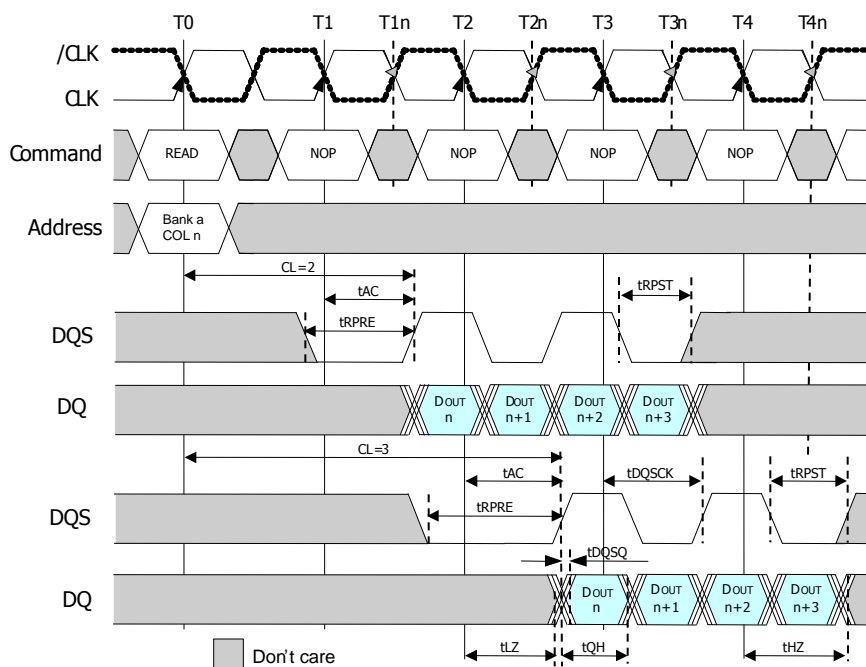 T0 T1 T1n T2 T2n T3 T3n T4 T4n
/CLK
CLK
Command READ NOP NOP NOP NOP
Address Bank a
COL n
CL=2
tAC
tRPRE
tRPST
DQS
DQ DOUT n DOUT n+1 DOUT n+2 DOUT n+3
CL=3
tAC
tDQSCK
tRPST
tRPRE
DQS
tDQSQ
DQ DOUT n DOUT n+1 DOUT n+2 DOUT n+3
tLZ tQH tHZ
Don't care